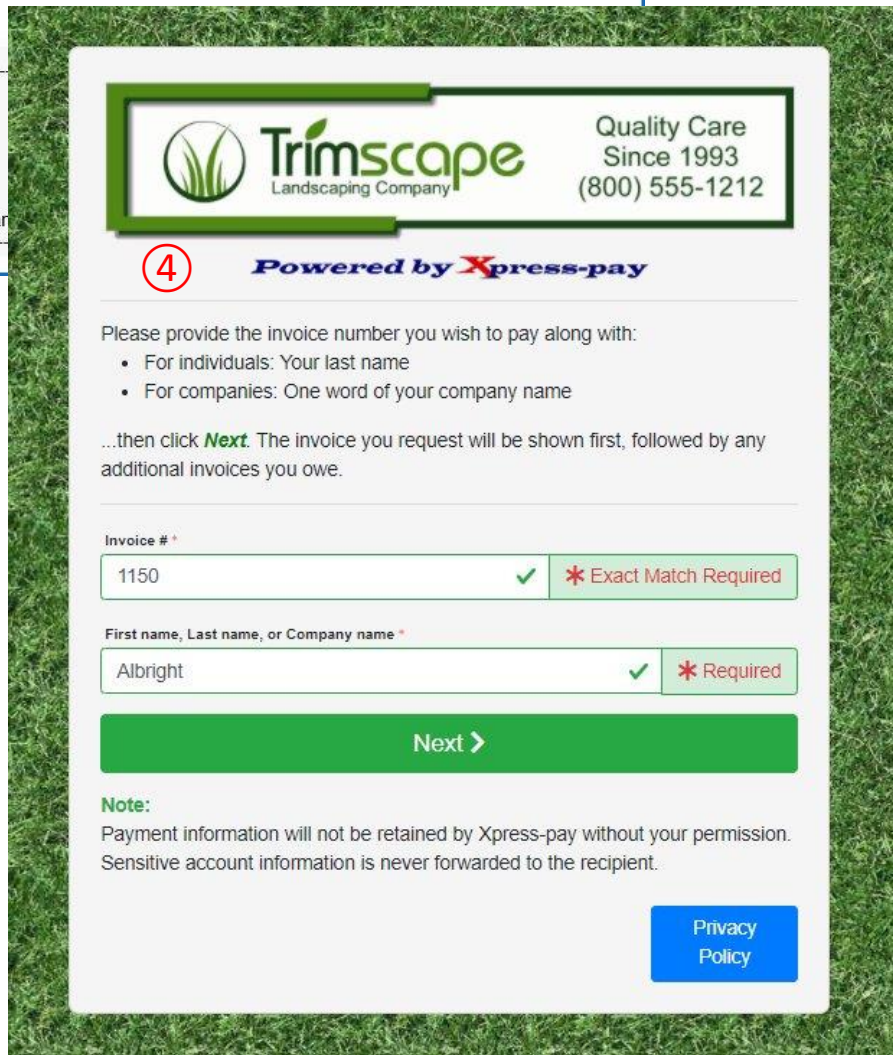 Trimscape
Landscaping Company
Quality Care
Since 1993
(800) 555-1212
④
Powered by Xpress-pay
Please provide the invoice number you wish to pay along with:
• For individuals: Your last name
• For companies: One word of your company name
...then click Next. The invoice you request will be shown first, followed by any
additional invoices you owe.
Invoice # *
1150 ✓ * Exact Match Required
First name, Last name, or Company name *
Albright ✓ * Required
Next >
Note:
Payment information will not be retained by Xpress-pay without your permission.
Sensitive account information is never forwarded to the recipient.
Privacy
Policy